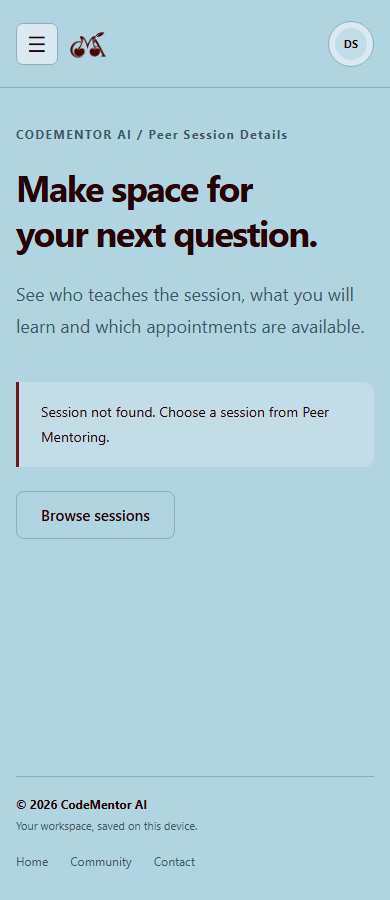 ☰
DS
CODEMENTOR AI / Peer Session Details
Make space for
your next question.
See who teaches the session, what you will
learn and which appointments are available.
Session not found. Choose a session from Peer
Mentoring.
Browse sessions
© 2026 CodeMentor AI
Your workspace, saved on this device.
Home Community Contact